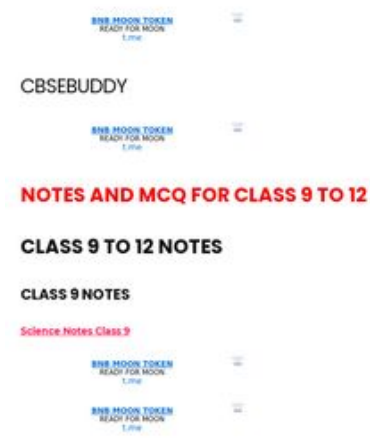 BNB MOON TOKEN
READY FOR MOON
t.me
CBSEBUDDY
BNB MOON TOKEN
READY FOR MOON
t.me
NOTES AND MCQ FOR CLASS 9 TO 12
CLASS 9 TO 12 NOTES
CLASS 9 NOTES
Science Notes Class 9
BNB MOON TOKEN
READY FOR MOON
t.me
BNB MOON TOKEN
READY FOR MOON
t.me